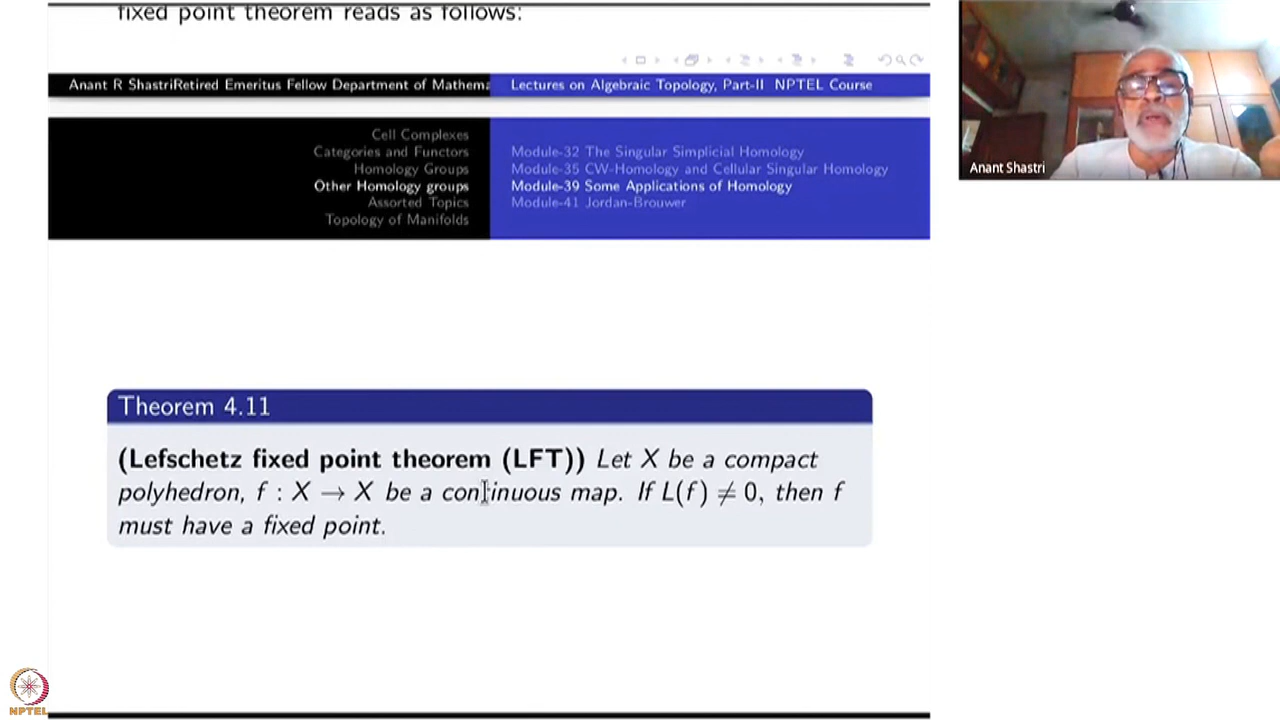 fixed point theorem reads as follows:
Anant R ShastriRetired Emeritus Fellow Department of Mathema
Lectures on Algebraic Topology, Part-II NPTEL Course
Cell Complexes
Categories and Functors
Homology Groups
Other Homology groups
Assorted Topics
Topology of Manifolds
Module-32 The Singular Simplicial Homology
Module-35 CW-Homology and Cellular Singular Homology
Module-39 Some Applications of Homology
Module-41 Jordan-Brouwer
Anant Shastri
Theorem 4.11
(Lefschetz fixed point theorem (LFT)) Let X be a compact
polyhedron, f : X → X be a continuous map. If L(f) ≠ 0, then f
must have a fixed point.
NPTEL